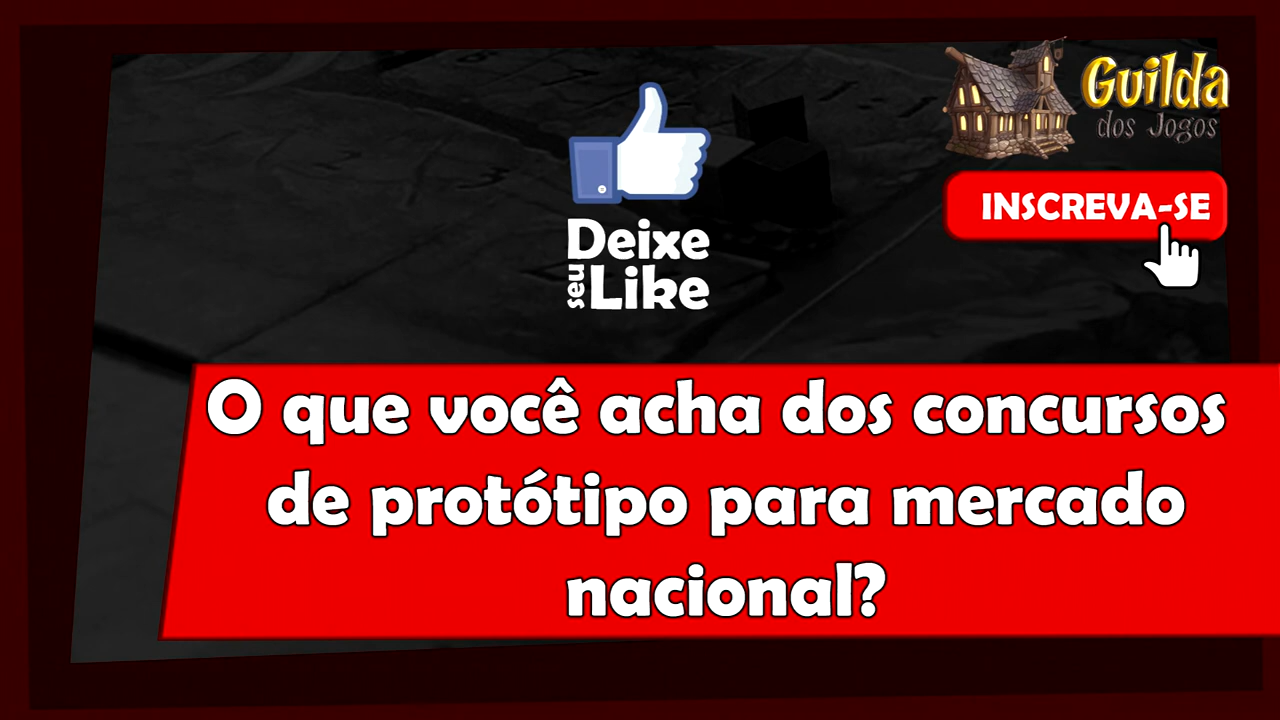 Guilda
dos Jogos
INSCREVA-SE
Deixe
seu Like
O que você acha dos concursos
de protótipo para mercado
nacional?